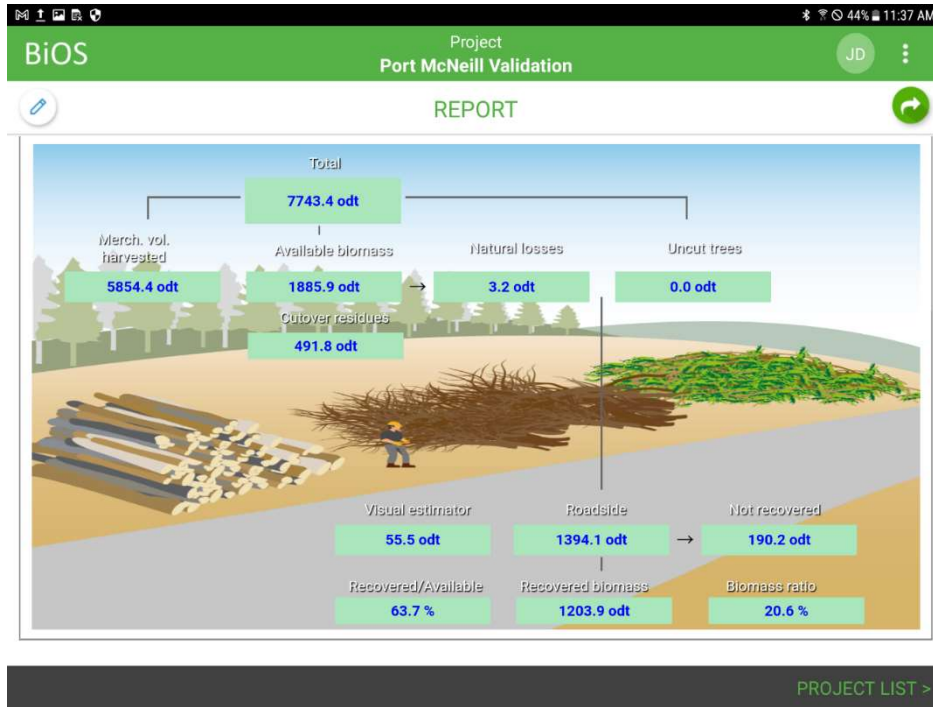 44% 11:37 AM
BiOS
Project
Port McNeill Validation
JD
REPORT
Total
7743.4 odt
Merch. vol.
harvested
Available biomass
Natural losses
Uncut trees
5854.4 odt
1885.9 odt
→
3.2 odt
0.0 odt
Cutover residues
491.8 odt
Visual estimator
Roadside
Not recovered
55.5 odt
1394.1 odt
→
190.2 odt
Recovered/Available
Recovered biomass
Biomass ratio
63.7 %
1203.9 odt
20.6 %
PROJECT LIST >